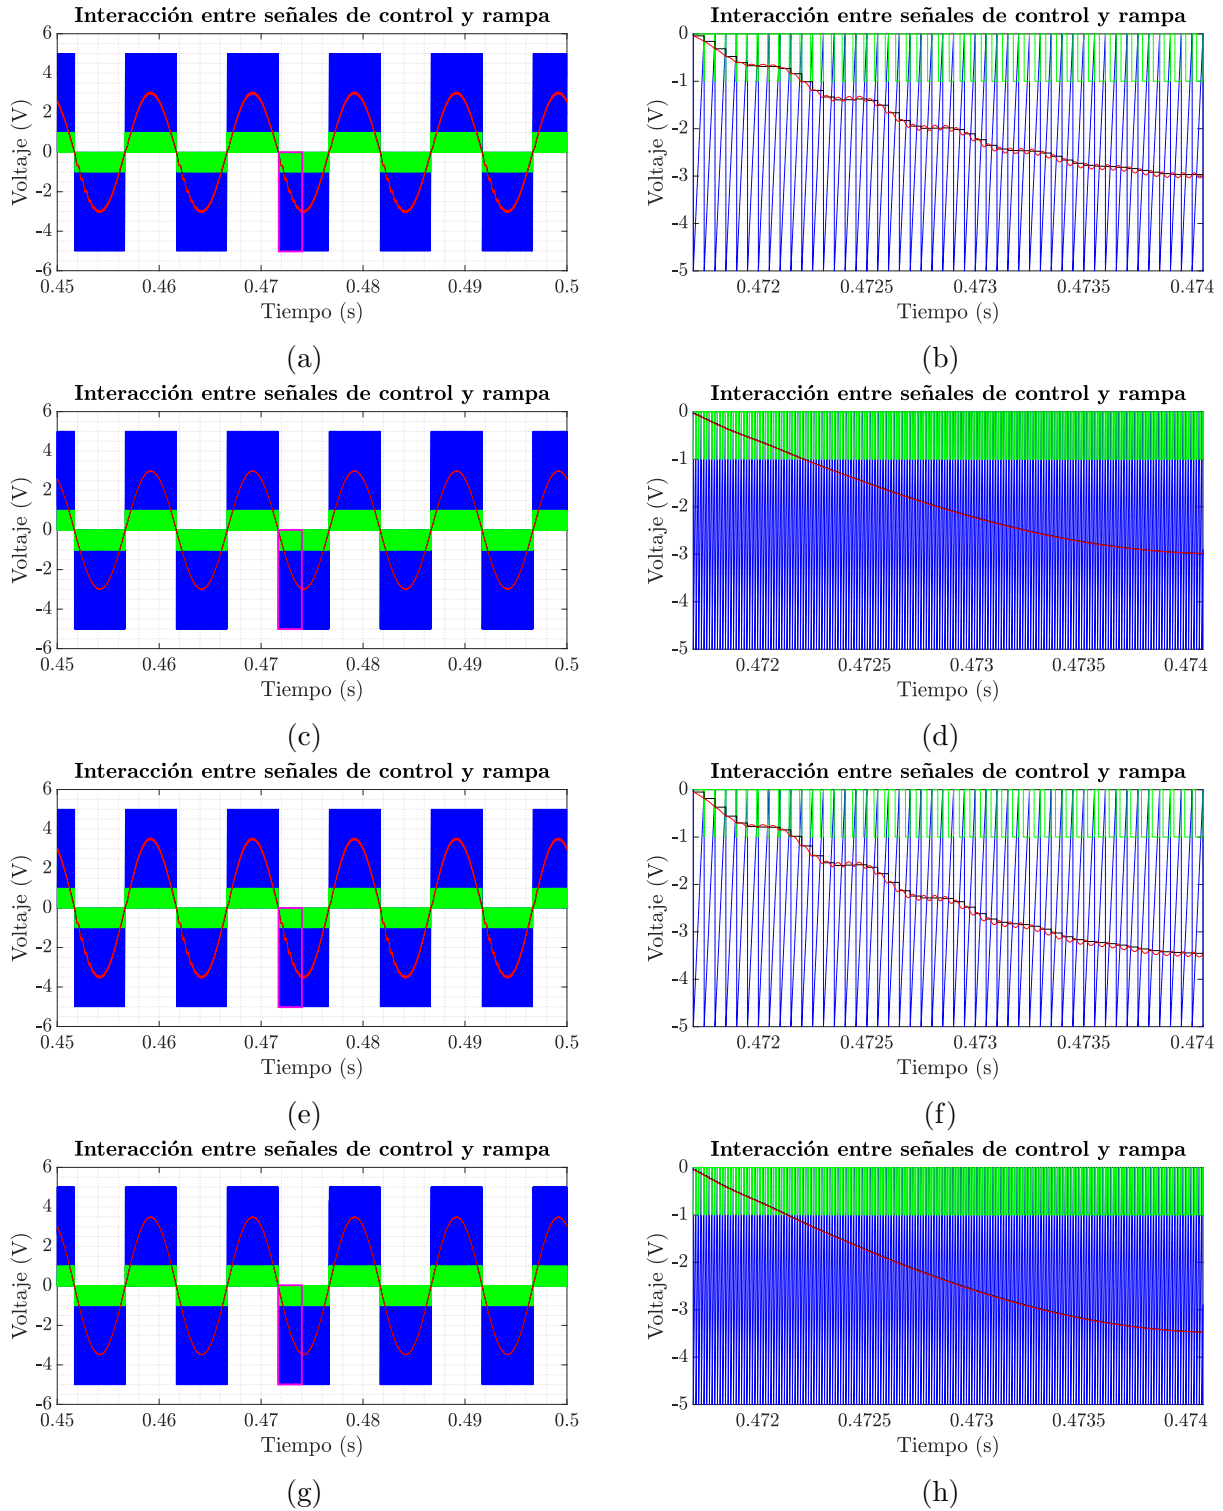 Interacción entre señales de control y rampa
Voltaje (V)
6
4
2
0
-2
-4
-6
0.45 0.46 0.47 0.48 0.49 0.5
Tiempo (s)
(a)
Interacción entre señales de control y rampa
Voltaje (V)
0
-1
-2
-3
-4
-5
0.472 0.4725 0.473 0.4735 0.474
Tiempo (s)
(b)
Interacción entre señales de control y rampa
Voltaje (V)
6
4
2
0
-2
-4
-6
0.45 0.46 0.47 0.48 0.49 0.5
Tiempo (s)
(c)
Interacción entre señales de control y rampa
Voltaje (V)
0
-1
-2
-3
-4
-5
0.472 0.4725 0.473 0.4735 0.474
Tiempo (s)
(d)
Interacción entre señales de control y rampa
Voltaje (V)
6
4
2
0
-2
-4
-6
0.45 0.46 0.47 0.48 0.49 0.5
Tiempo (s)
(e)
Interacción entre señales de control y rampa
Voltaje (V)
0
-1
-2
-3
-4
-5
0.472 0.4725 0.473 0.4735 0.474
Tiempo (s)
(f)
Interacción entre señales de control y rampa
Voltaje (V)
6
4
2
0
-2
-4
-6
0.45 0.46 0.47 0.48 0.49 0.5
Tiempo (s)
(g)
Interacción entre señales de control y rampa
Voltaje (V)
0
-1
-2
-3
-4
-5
0.472 0.4725 0.473 0.4735 0.474
Tiempo (s)
(h)